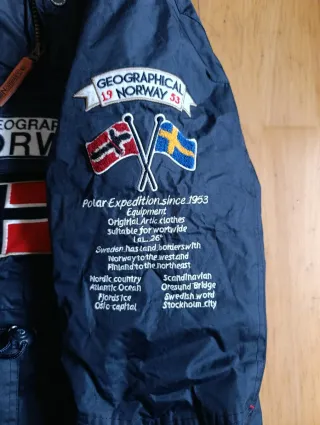 GEOGRAPHICAL
19 NORWAY 53
EOGRAP
ORW
Polar Expedition since 1953
Equipment
Original Artic clothes
Suitable for worlwide
Sweden has land borders with
Norway to the west and
Finland to the northeast
Nordic country
Atlantic Ocean
Fjords ice
Oslo capital
Scandinavian
Oresund Bridge
Swedish word
Stockholm city